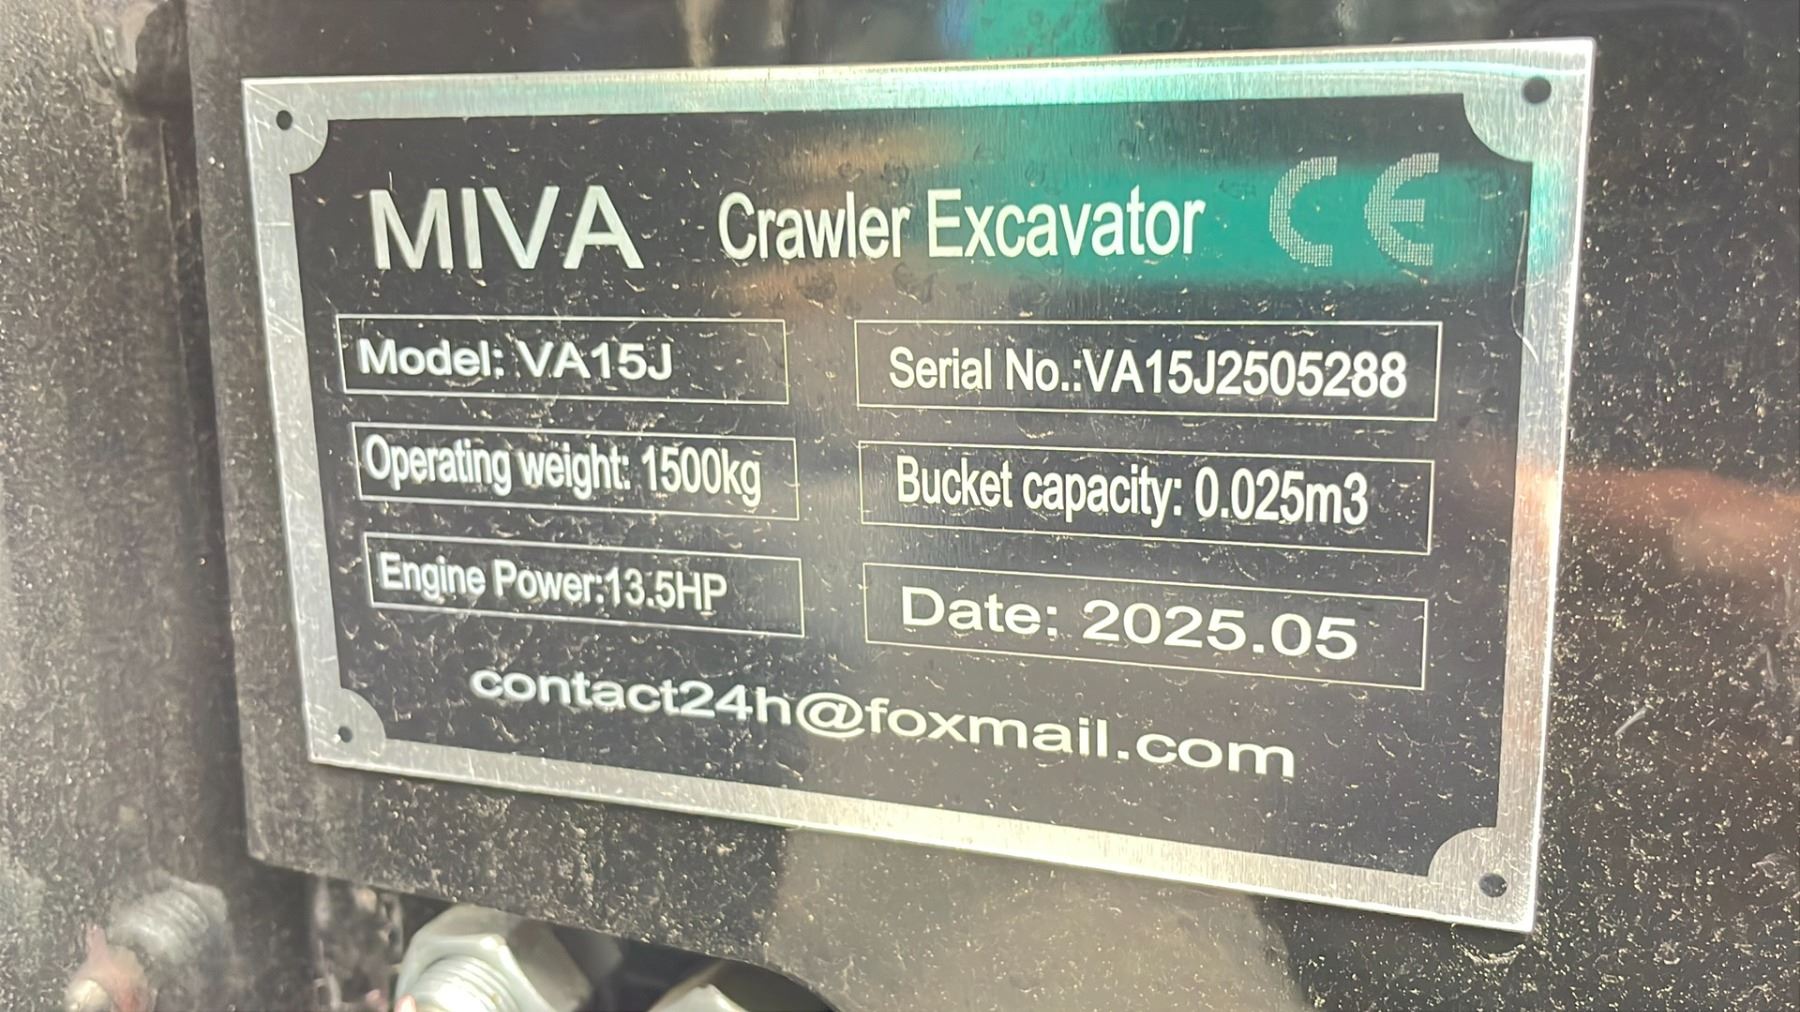 MIVA Crawler Excavator CE
Model: VA15J
Serial No.:VA15J2505288
Operating weight: 1500kg
Bucket capacity: 0.025m3
Engine Power:13.5HP
Date: 2025.05
contact24h@foxmail.com